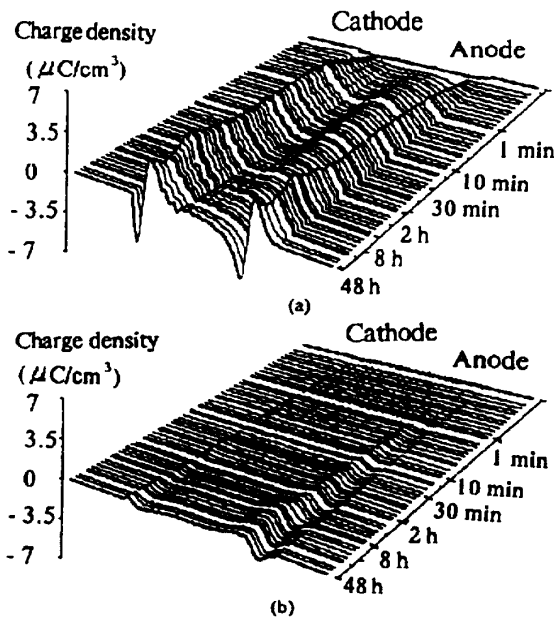 Charge density
(μC/cm³)
Cathode
Anode
7
3.5
0
- 3.5
- 7
1 min
10 min
30 min
2 h
8 h
48 h
(a)
Charge density
(μC/cm³)
Cathode
Anode
7
3.5
0
- 3.5
- 7
1 min
10 min
30 min
2 h
8 h
48 h
(b)